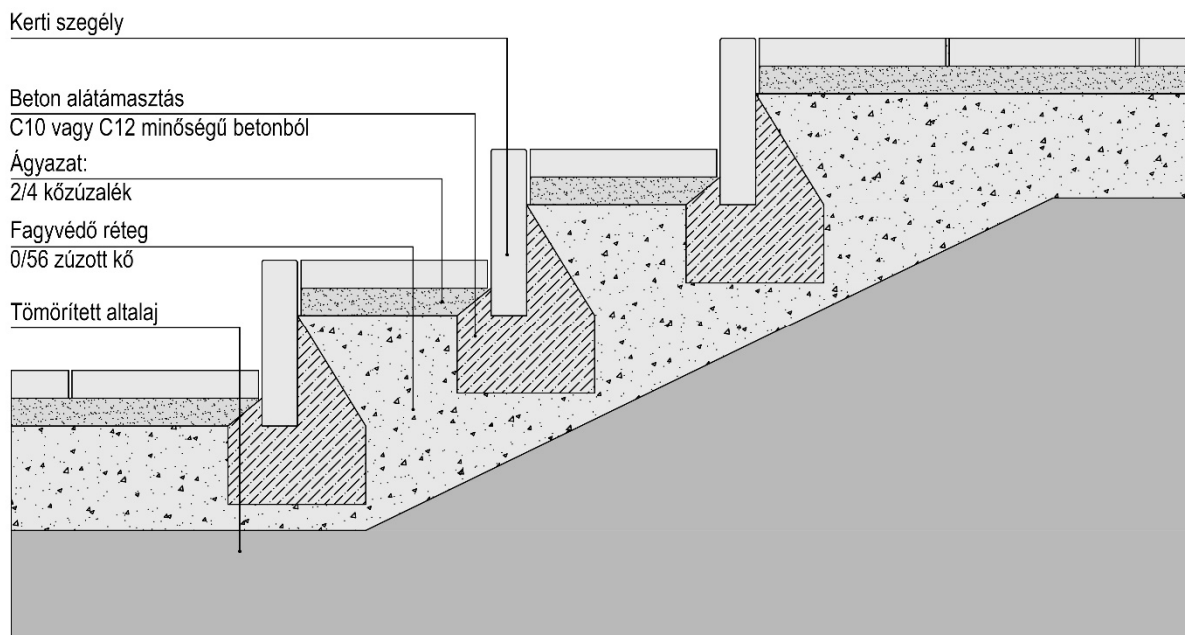 Kerti szegély
Beton alátámasztás
C10 vagy C12 minőségű betonból
Ágyazat:
2/4 kőzúzalék
Fagyvédő réteg
0/56 zúzott kő
Tömörített altalaj